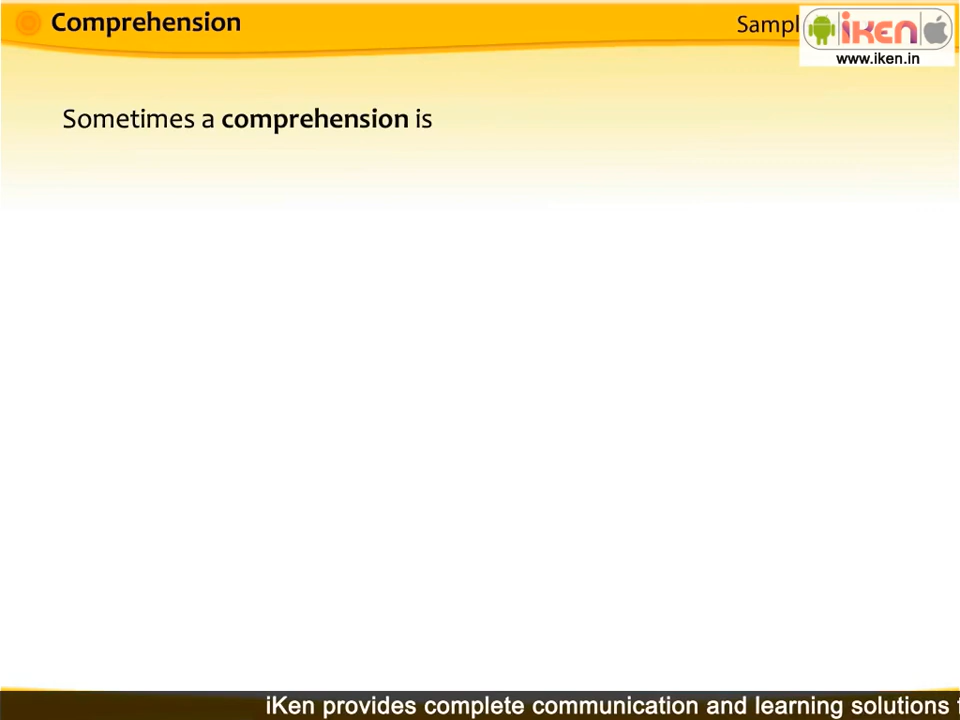 Comprehension
Sampl
iken
www.iken.in
Sometimes a comprehension is
iKen provides complete communication and learning solutions